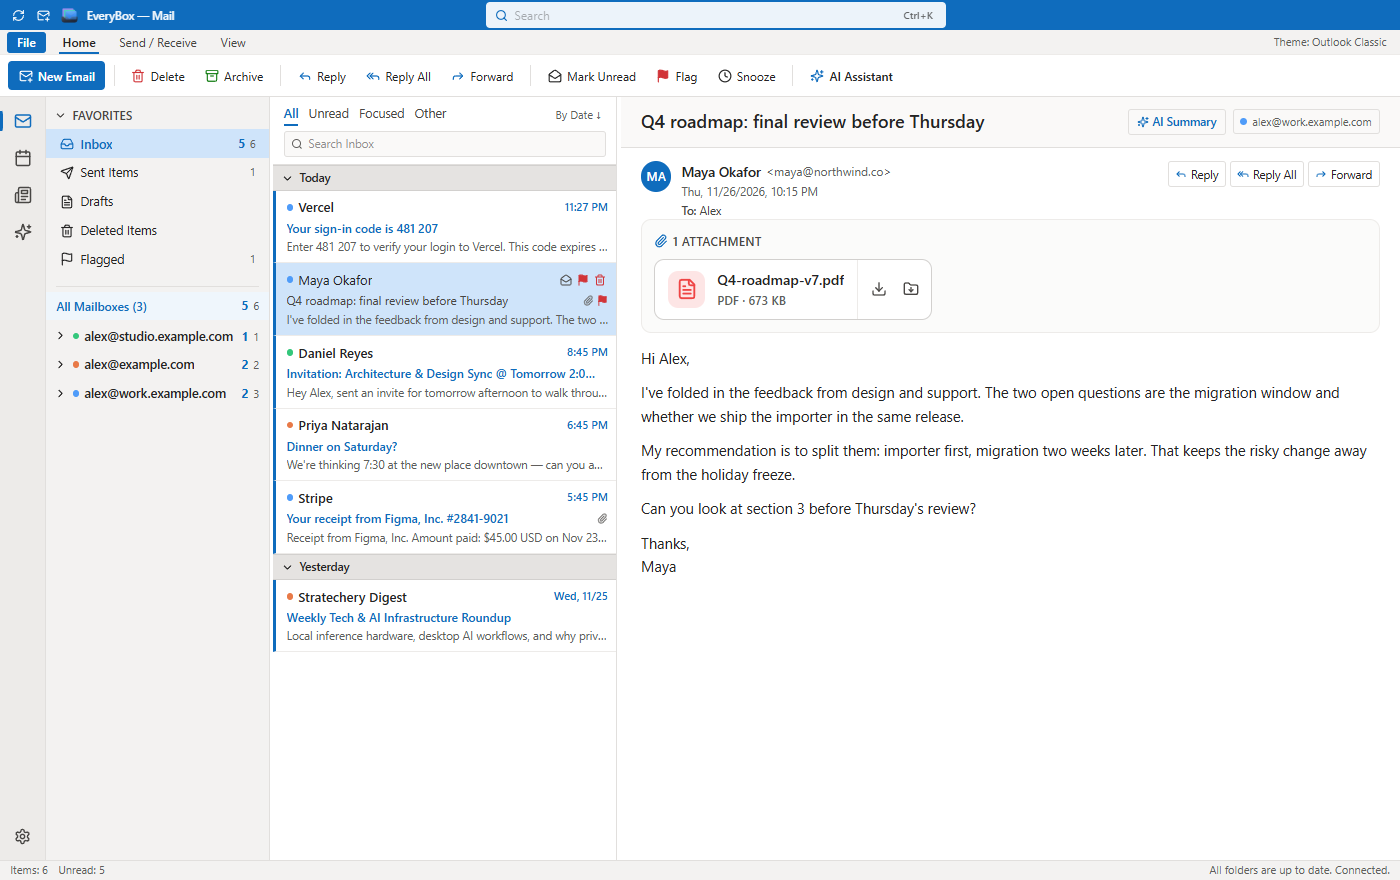 EveryBox — Mail
Search
Ctrl+K
File
Home
Send / Receive
View
Theme: Outlook Classic
New Email
Delete
Archive
Reply
Reply All
Forward
Mark Unread
Flag
Snooze
AI Assistant
FAVORITES
Inbox 5 6
Sent Items 1
Drafts
Deleted Items
Flagged 1
All Mailboxes (3) 5 6
alex@studio.example.com 1 1
alex@example.com 2 2
alex@work.example.com 2 3
All Unread Focused Other
By Date ↓
Search Inbox
Today
Vercel 11:27 PM
Your sign-in code is 481 207
Enter 481 207 to verify your login to Vercel. This code expires ...
Maya Okafor
Q4 roadmap: final review before Thursday
I've folded in the feedback from design and support. The two ...
Daniel Reyes 8:45 PM
Invitation: Architecture & Design Sync @ Tomorrow 2:0...
Hey Alex, sent an invite for tomorrow afternoon to walk throu...
Priya Natarajan 6:45 PM
Dinner on Saturday?
We're thinking 7:30 at the new place downtown — can you a...
Stripe 5:45 PM
Your receipt from Figma, Inc. #2841-9021
Receipt from Figma, Inc. Amount paid: $45.00 USD on Nov 23...
Yesterday
Stratechery Digest Wed, 11/25
Weekly Tech & AI Infrastructure Roundup
Local inference hardware, desktop AI workflows, and why priv...
Q4 roadmap: final review before Thursday
AI Summary
alex@work.example.com
MA
Maya Okafor <maya@northwind.co>
Thu, 11/26/2026, 10:15 PM
To: Alex
Reply
Reply All
Forward
1 ATTACHMENT
Q4-roadmap-v7.pdf
PDF · 673 KB
Hi Alex,
I've folded in the feedback from design and support. The two open questions are the migration window and
whether we ship the importer in the same release.
My recommendation is to split them: importer first, migration two weeks later. That keeps the risky change away
from the holiday freeze.
Can you look at section 3 before Thursday's review?
Thanks,
Maya
Items: 6 Unread: 5
All folders are up to date. Connected.